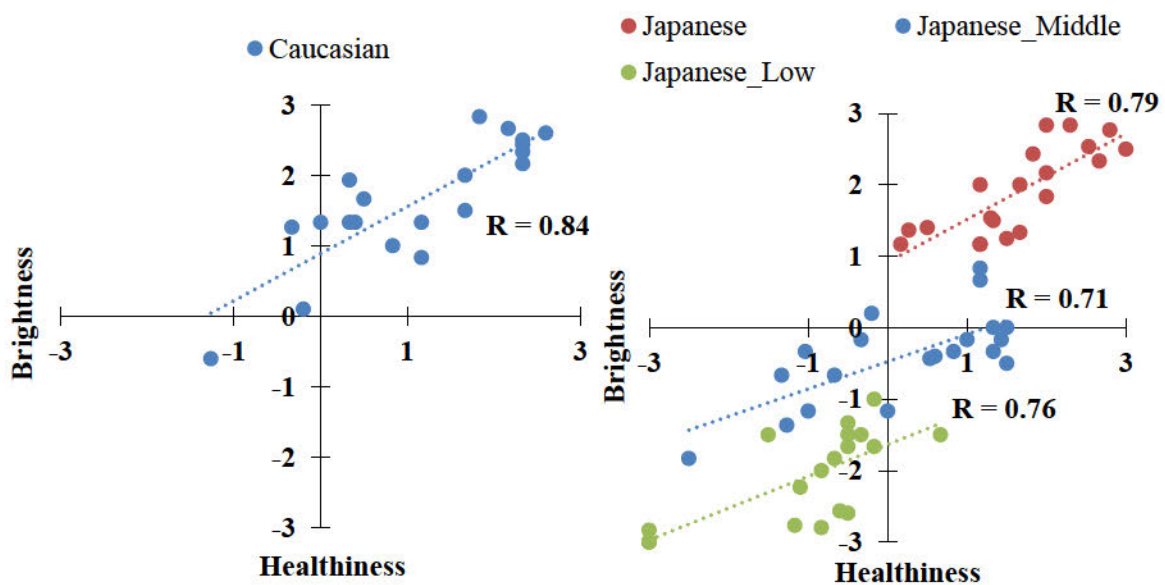 Caucasian
3
2
1
0
-1
-2
-3
-3
-1
1
3
R = 0.84
Brightness
Healthiness
Japanese
Japanese_Middle
Japanese_Low
R = 0.79
3
2
1
0
-1
-2
-3
-3
-1
1
3
R = 0.71
R = 0.76
Brightness
Healthiness